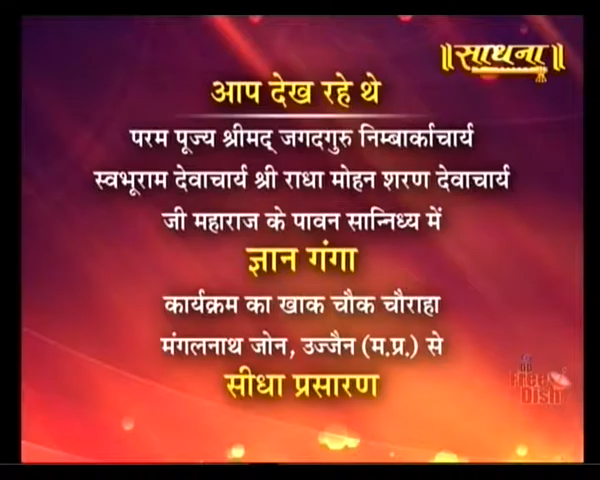 ॥साधना॥
आप देख रहे थे
परम पूज्य श्रीमद् जगदगुरु निम्बार्काचार्य
स्वभूराम देवाचार्य श्री राधा मोहन शरण देवाचार्य
जी महाराज के पावन सान्निध्य में
ज्ञान गंगा
कार्यक्रम का खाक चौक चौराहा
मंगलनाथ जोन, उज्जैन (म.प्र.) से
सीधा प्रसारण
Free
Dish